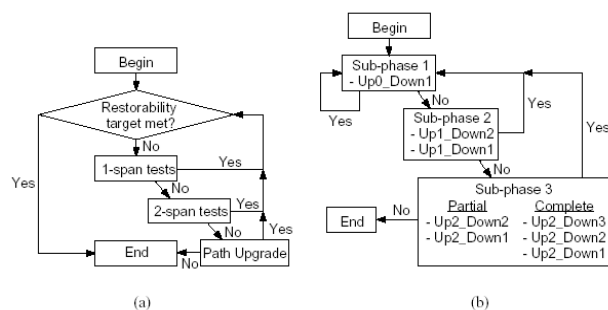 Begin
Restorability
target met?
No
1-span tests
Yes
No
2-span tests
Yes
No
Yes
Yes
End
No
Path Upgrade
(a)
Begin
Sub-phase 1
- Up0_Down1
Yes
No
Sub-phase 2
- Up1_Down2
- Up1_Down1
Yes
No
Yes
Sub-phase 3
Partial
- Up2_Down2
- Up2_Down1
Complete
- Up2_Down3
- Up2_Down2
- Up2_Down1
No
End
(b)